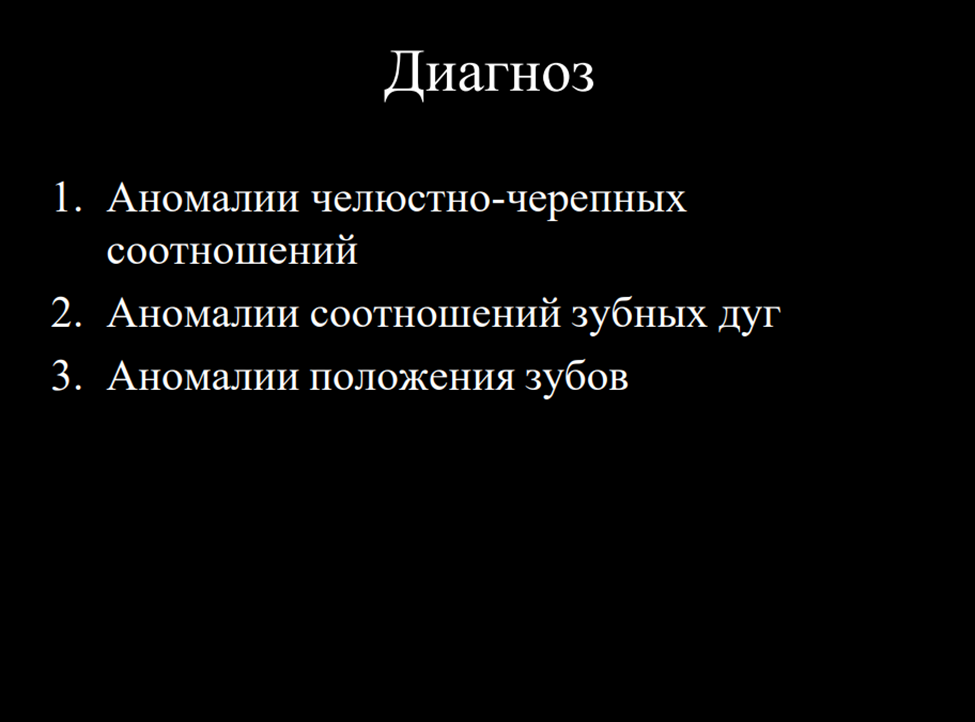 Диагноз
1. Аномалии челюстно-черепных
соотношений
2. Аномалии соотношений зубных дуг
3. Аномалии положения зубов